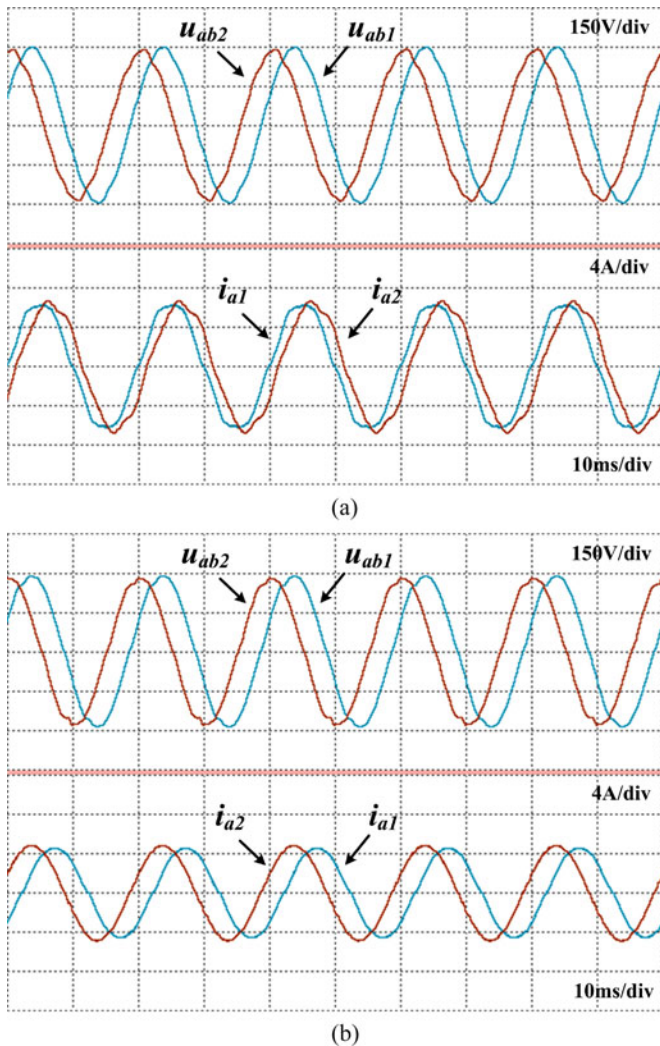 150V/div
u_ab2 u_ab1
4A/div
i_a1 i_a2
10ms/div
(a)
150V/div
u_ab2 u_ab1
4A/div
i_a2 i_a1
10ms/div
(b)